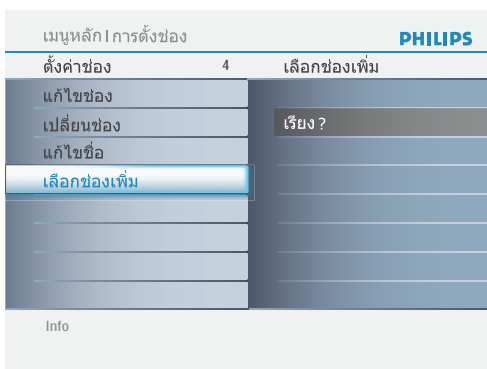 เมนูหลัก | การตั้งช่อง
PHILIPS
ตั้งค่าช่อง 4
เลือกช่องเพิ่ม
แก้ไขช่อง
เปลี่ยนช่อง
เรียง ?
แก้ไขชื่อ
เลือกช่องเพิ่ม
Info